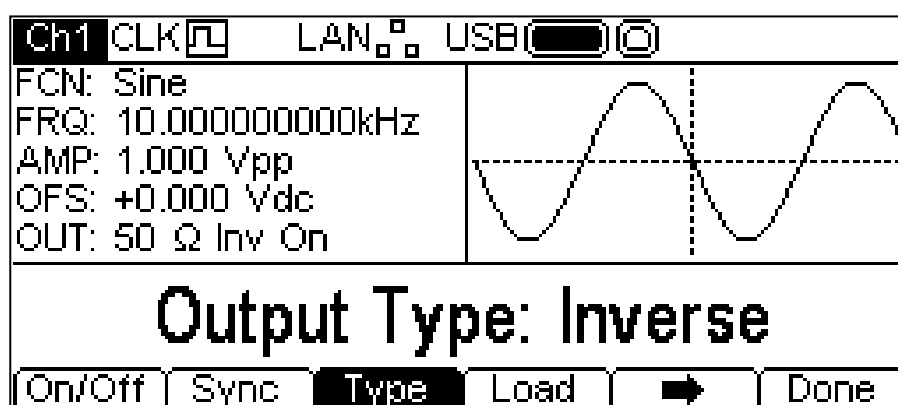 Ch1 CLK LAN USB
FCN: Sine
FRQ: 10.000000000kHz
AMP: 1.000 Vpp
OFS: +0.000 Vdc
OUT: 50 Ω Inv On
Output Type: Inverse
On/Off Sync Type Load Done